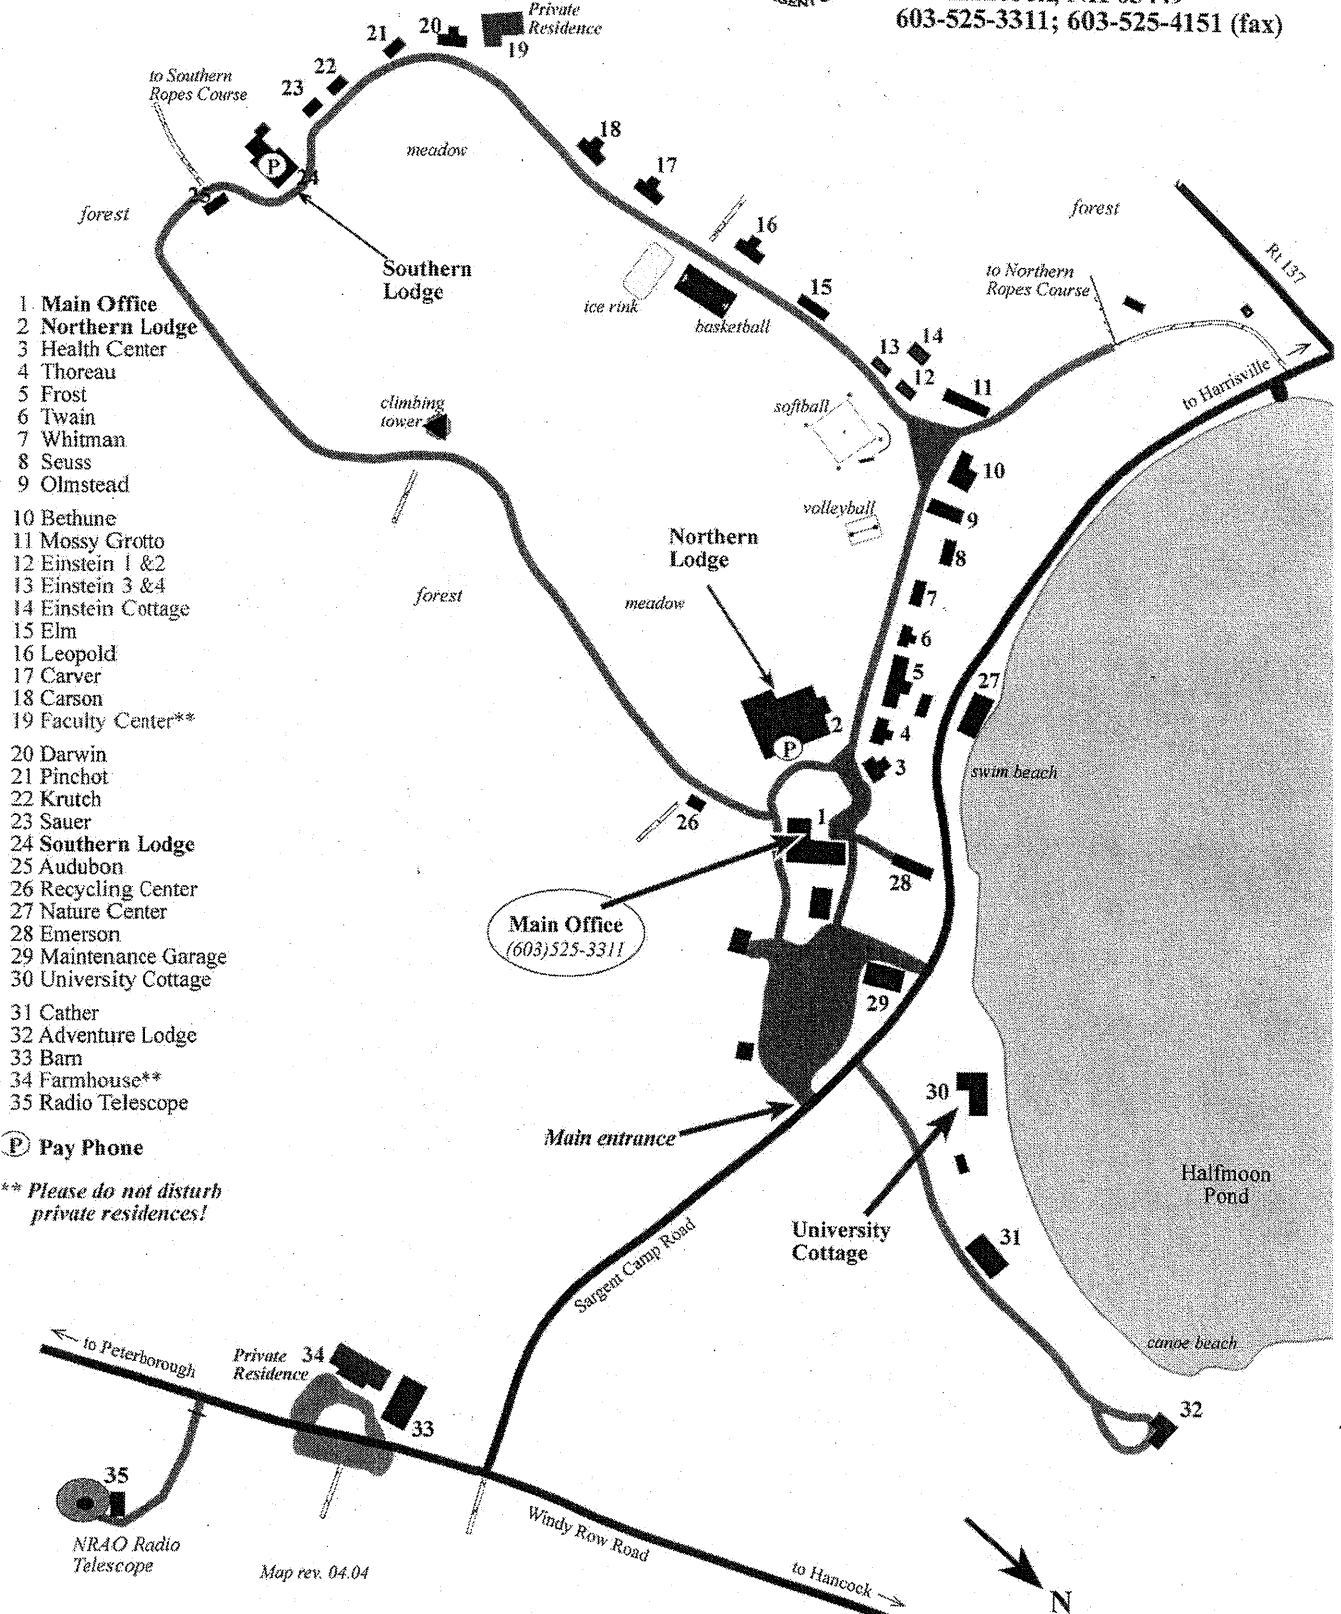 603-525-3311; 603-525-4151 (fax)
Private
Residence
19
20
21
22
23
to Southern
Ropes Course
P
24
25
meadow
forest
Southern
Lodge
18
17
16
15
ice rink
basketball
forest
Rt 137
to Northern
Ropes Course
to Harrisville
14
13
12
11
softball
climbing
tower
10
9
8
7
6
5
4
3
volleyball
Northern
Lodge
meadow
forest
2
P
27
swim beach
26
1
28
Main Office
(603)525-3311
29
30
Main entrance
University
Cottage
31
Halfmoon
Pond
Sargent Camp Road
canoe beach
32
1 Main Office
2 Northern Lodge
3 Health Center
4 Thoreau
5 Frost
6 Twain
7 Whitman
8 Seuss
9 Olmstead
10 Bethune
11 Mossy Grotto
12 Einstein 1 &2
13 Einstein 3 &4
14 Einstein Cottage
15 Elm
16 Leopold
17 Carver
18 Carson
19 Faculty Center**
20 Darwin
21 Pinchot
22 Krutch
23 Sauer
24 Southern Lodge
25 Audubon
26 Recycling Center
27 Nature Center
28 Emerson
29 Maintenance Garage
30 University Cottage
31 Cather
32 Adventure Lodge
33 Barn
34 Farmhouse**
35 Radio Telescope
P Pay Phone
** Please do not disturb
private residences!
to Peterborough
Private
Residence
34
33
35
NRAO Radio
Telescope
Map rev. 04.04
Windy Row Road
to Hancock
N